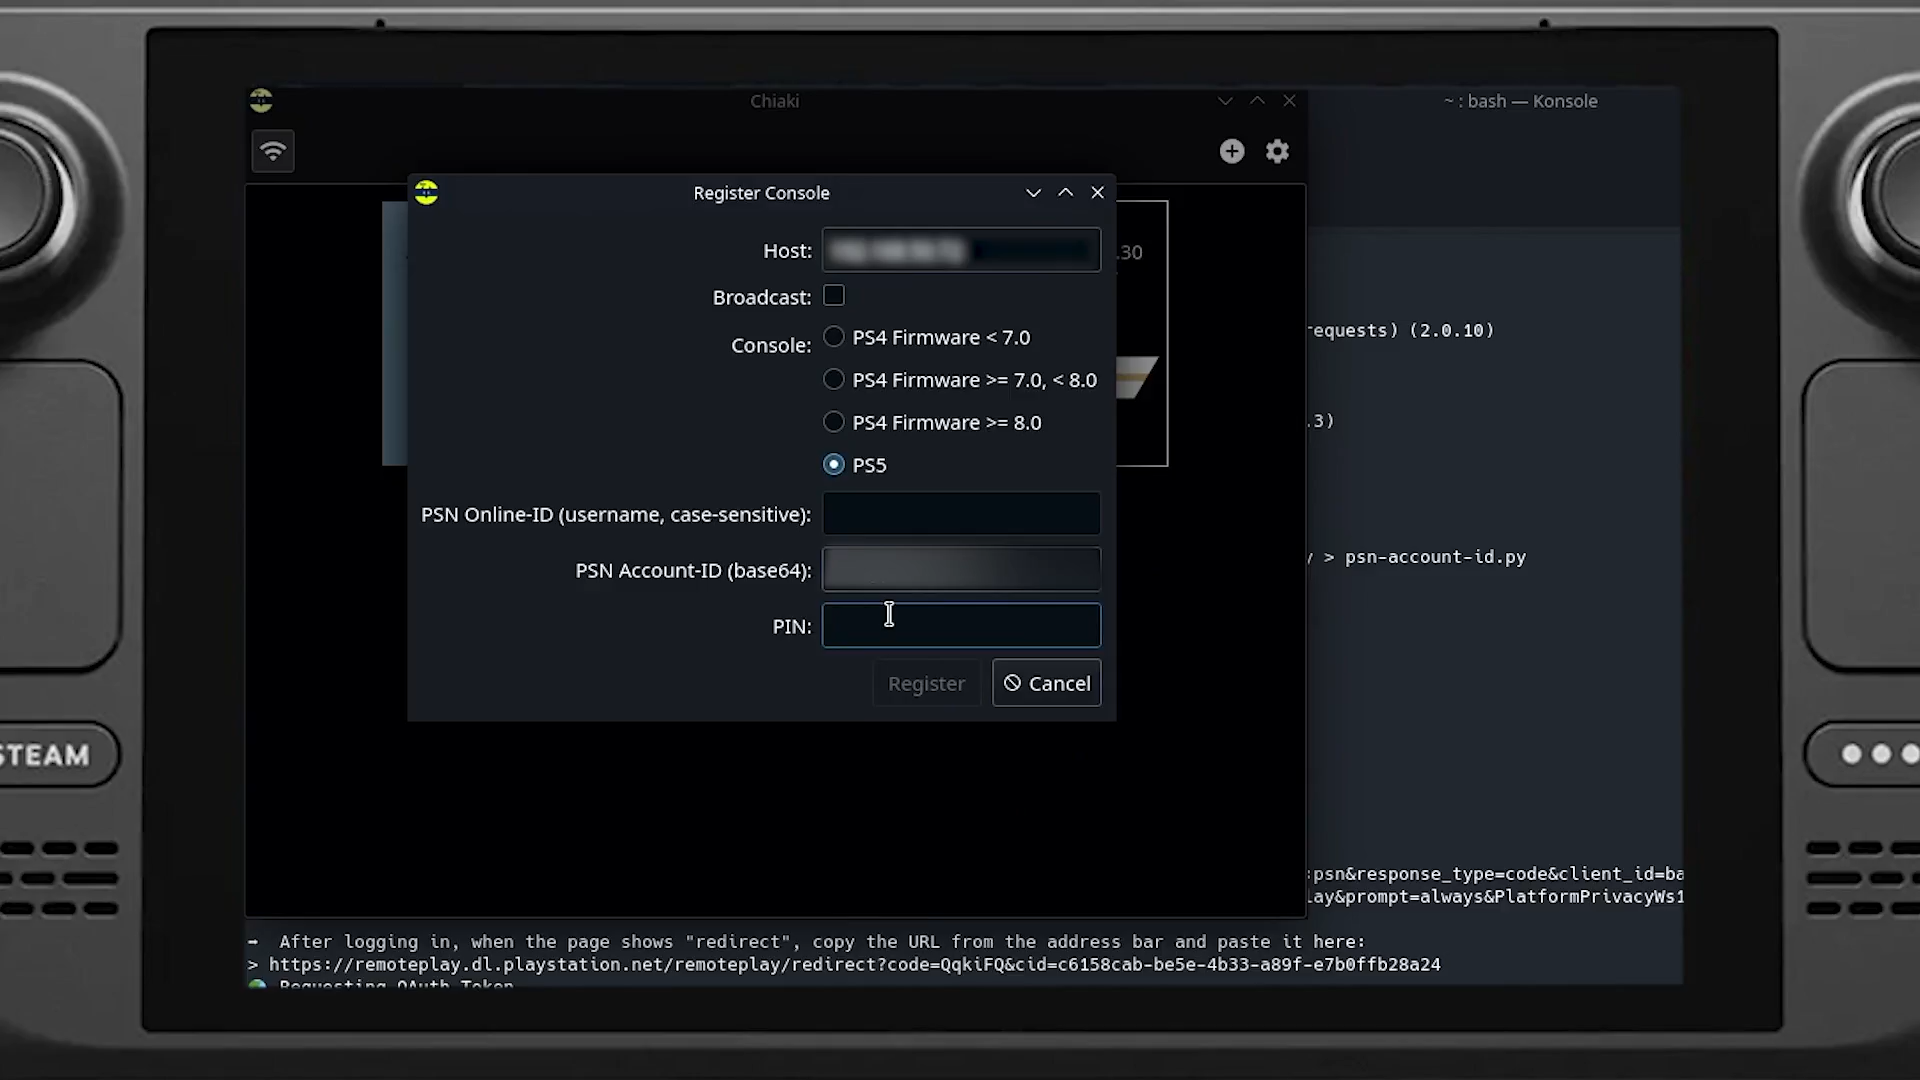 Chiaki
~ : bash — Konsole
Register Console
Host:
.30
Broadcast:
Console:
PS4 Firmware < 7.0
PS4 Firmware >= 7.0, < 8.0
PS4 Firmware >= 8.0
PS5
PSN Online-ID (username, case-sensitive):
PSN Account-ID (base64):
PIN:
Register
Cancel
requests) (2.0.10)
.3)
y > psn-account-id.py
STEAM
:psn&response_type=code&client_id=ba
lay&prompt=always&PlatformPrivacyWs1
After logging in, when the page shows "redirect", copy the URL from the address bar and paste it here:
> https://remoteplay.dl.playstation.net/remoteplay/redirect?code=QqkiFQ&cid=c6158cab-be5e-4b33-a89f-e7b0ffb28a24
Requesting OAuth Token